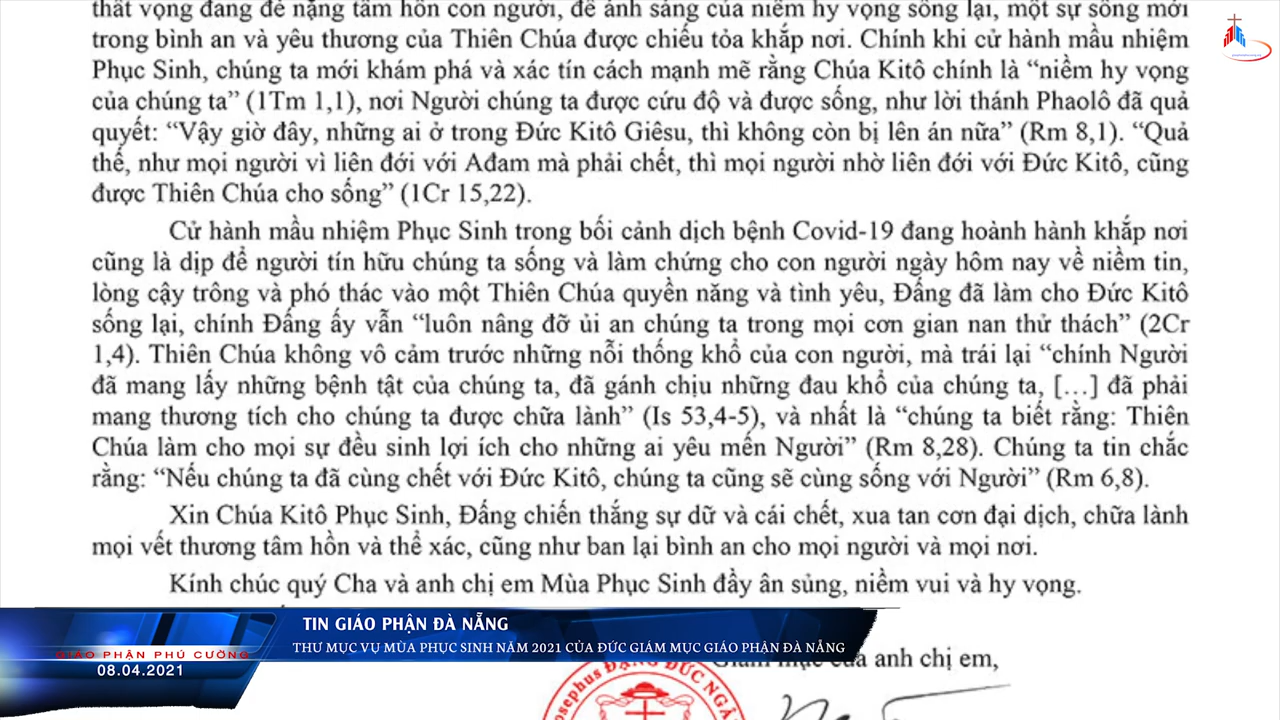 thất vọng đang đè nặng tâm hồn con người, để ánh sáng của niềm hy vọng sống lại, một sự sống mới
trong bình an và yêu thương của Thiên Chúa được chiếu tỏa khắp nơi. Chính khi cử hành mầu nhiệm
Phục Sinh, chúng ta mới khám phá và xác tín cách mạnh mẽ rằng Chúa Kitô chính là “niềm hy vọng
của chúng ta” (1Tm 1,1), nơi Người chúng ta được cứu độ và được sống, như lời thánh Phaolô đã quả
quyết: “Vậy giờ đây, những ai ở trong Đức Kitô Giêsu, thì không còn bị lên án nữa” (Rm 8,1). “Quả
thế, như mọi người vì liên đới với Ađam mà phải chết, thì mọi người nhờ liên đới với Đức Kitô, cũng
được Thiên Chúa cho sống” (1Cr 15,22).
Cử hành mầu nhiệm Phục Sinh trong bối cảnh dịch bệnh Covid-19 đang hoành hành khắp nơi
cũng là dịp để người tín hữu chúng ta sống và làm chứng cho con người ngày hôm nay về niềm tin,
lòng cậy trông và phó thác vào một Thiên Chúa quyền năng và tình yêu, Đấng đã làm cho Đức Kitô
sống lại, chính Đấng ấy vẫn “luôn nâng đỡ ủi an chúng ta trong mọi cơn gian nan thử thách” (2Cr
1,4). Thiên Chúa không vô cảm trước những nỗi thống khổ của con người, mà trái lại “chính Người
đã mang lấy những bệnh tật của chúng ta, đã gánh chịu những đau khổ của chúng ta, […] đã phải
mang thương tích cho chúng ta được chữa lành” (Is 53,4-5), và nhất là “chúng ta biết rằng: Thiên
Chúa làm cho mọi sự đều sinh lợi ích cho những ai yêu mến Người” (Rm 8,28). Chúng ta tin chắc
rằng: “Nếu chúng ta đã cùng chết với Đức Kitô, chúng ta cũng sẽ cùng sống với Người” (Rm 6,8).
Xin Chúa Kitô Phục Sinh, Đấng chiến thắng sự dữ và cái chết, xua tan cơn đại dịch, chữa lành
mọi vết thương tâm hồn và thể xác, cũng như ban lại bình an cho mọi người và mọi nơi.
Kính chúc quý Cha và anh chị em Mùa Phục Sinh đầy ân sủng, niềm vui và hy vọng.
TIN GIÁO PHẬN ĐÀ NẴNG
THƯ MỤC VỤ MÙA PHỤC SINH NĂM 2021 CỦA ĐỨC GIÁM MỤC GIÁO PHẬN ĐÀ NẴNG
GIÁO PHẬN PHÚ CƯỜNG
08.04.2021
Giám mục của anh chị em,
Josephus ĐẶNG ĐỨC NGÂN